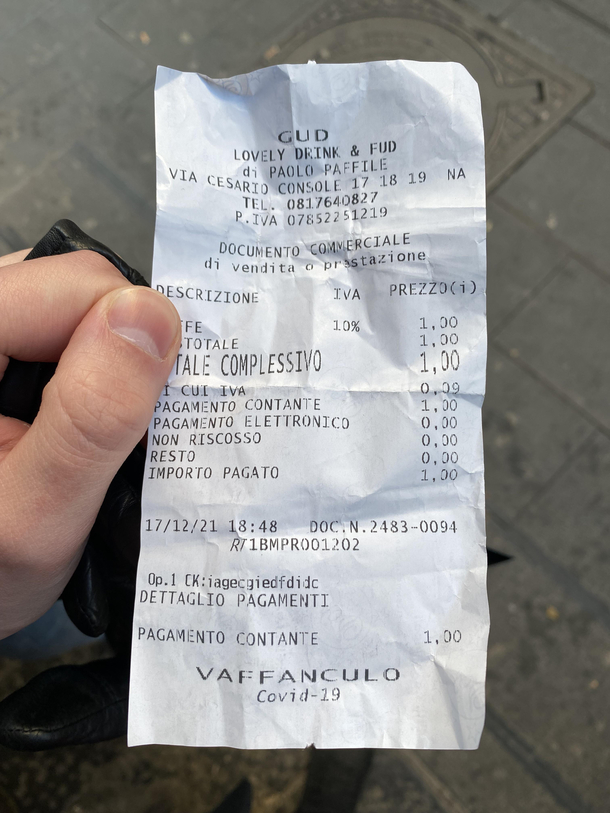 GUD
LOVELY DRINK & FUD
di PAOLO PAFFILE
VIA CESARIO CONSOLE 17 18 19 NA
TEL. 0817640827
P.IVA 07852251219
DOCUMENTO COMMERCIALE
di vendita o prestazione
DESCRIZIONE IVA PREZZO(i)
FE 10% 1,00
TOTALE 1,00
TALE COMPLESSIVO 1,00
I CUI IVA 0,09
PAGAMENTO CONTANTE 1,00
PAGAMENTO ELETTRONICO 0,00
NON RISCOSSO 0,00
RESTO 0,00
IMPORTO PAGATO 1,00
17/12/21 18:48 DOC.N.2483-0094
RT1BMPR001202
Op.1 CK:iagecgiedfdidc
DETTAGLIO PAGAMENTI
PAGAMENTO CONTANTE 1,00
VAFFANCULO
Covid-19